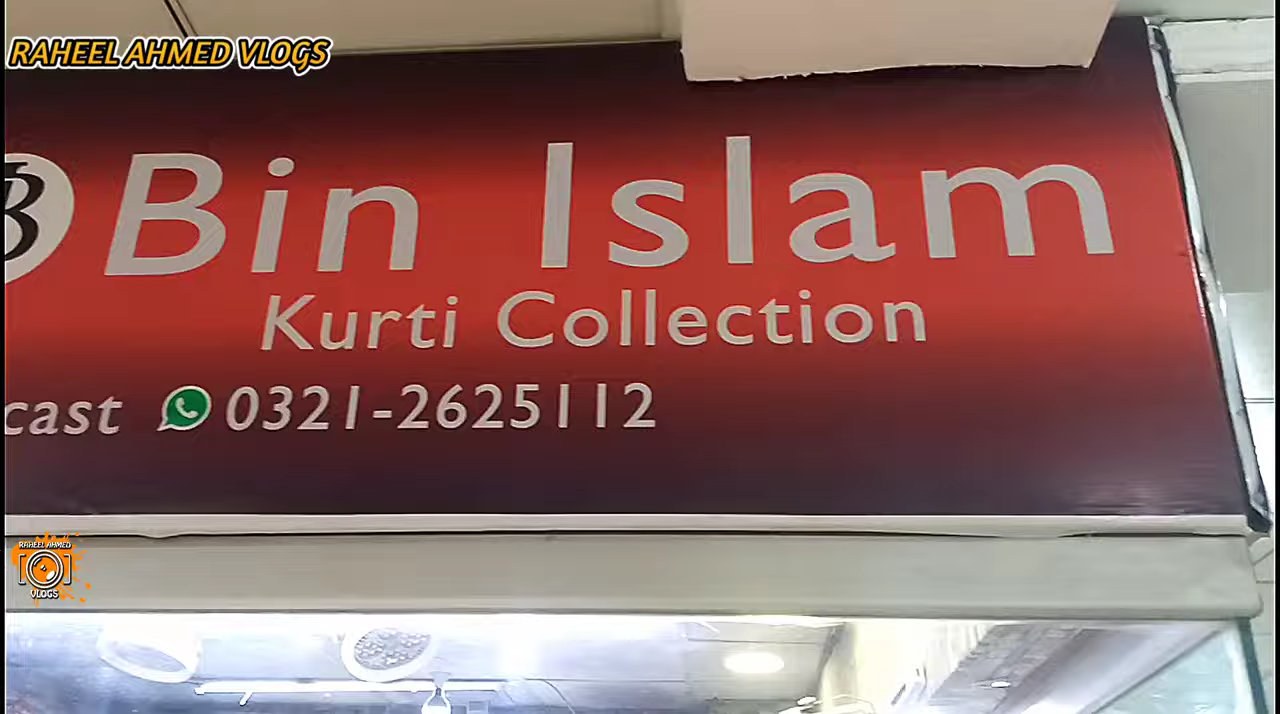 RAHEEL AHMED VLOGS
B Bin Islam
Kurti Collection
cast 0321-2625112
RAHEEL AHMED
VLOGS